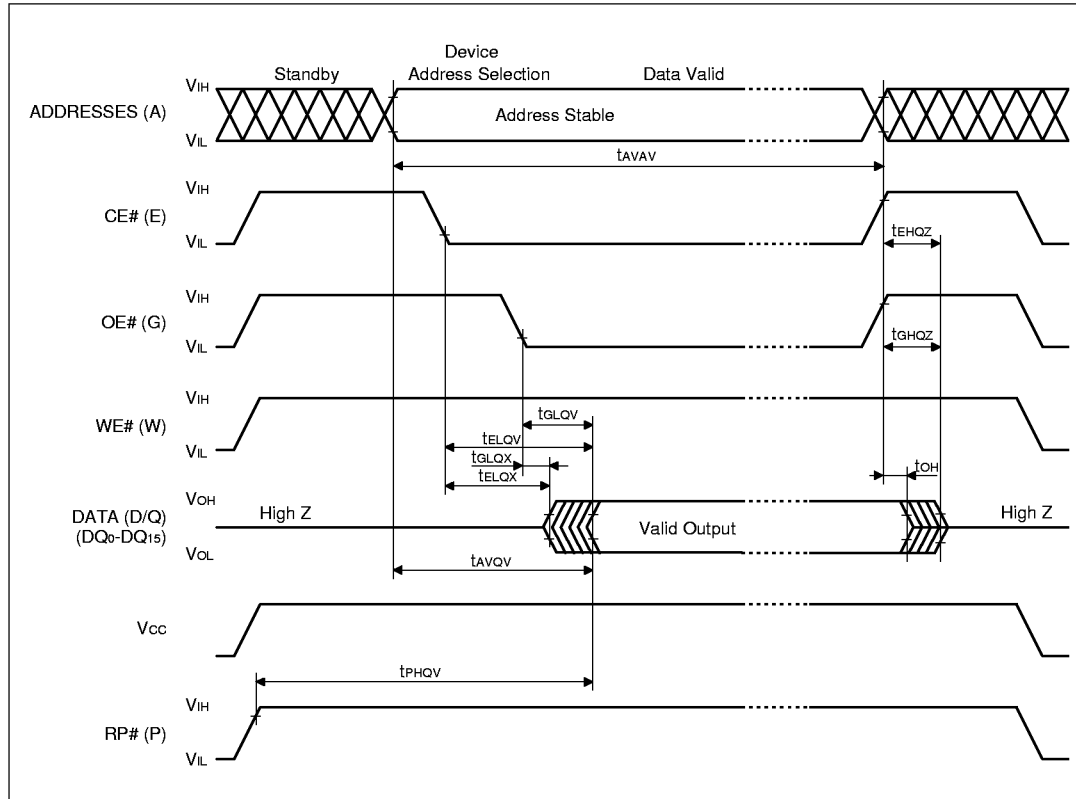 Device
Standby Address Selection Data Valid
VIH
ADDRESSES (A) Address Stable
VIL
tAVAV
VIH
CE# (E)
VIL
tEHQZ
VIH
OE# (G)
VIL
tGHQZ
VIH
WE# (W)
tGLQV
VIL
tELQV
tGLQX
tELQX
tOH
VOH
High Z
High Z
DATA (D/Q)
(DQ0-DQ15)
Valid Output
VOL
tAVQV
VCC
tPHQV
VIH
RP# (P)
VIL